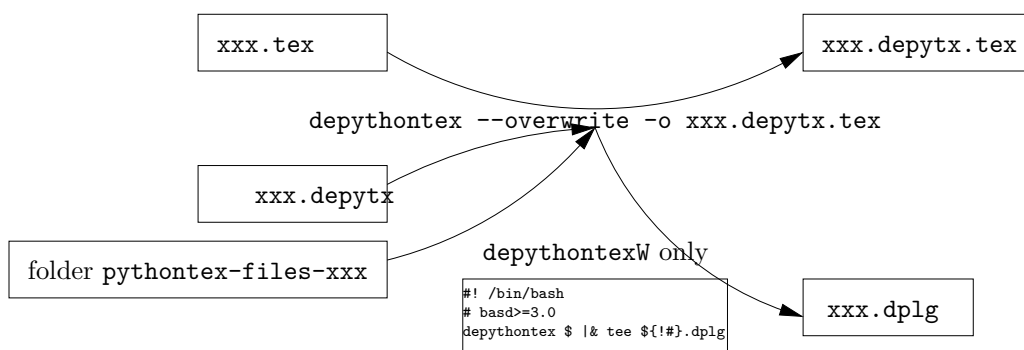 xxx.tex
xxx.depytx.tex
depythontex --overwrite -o xxx.depytx.tex
xxx.depytx
folder pythontex-files-xxx
depythontexW only
#! /bin/bash
# basd>=3.0
depythontex $ |& tee ${!#}.dplg
xxx.dplg